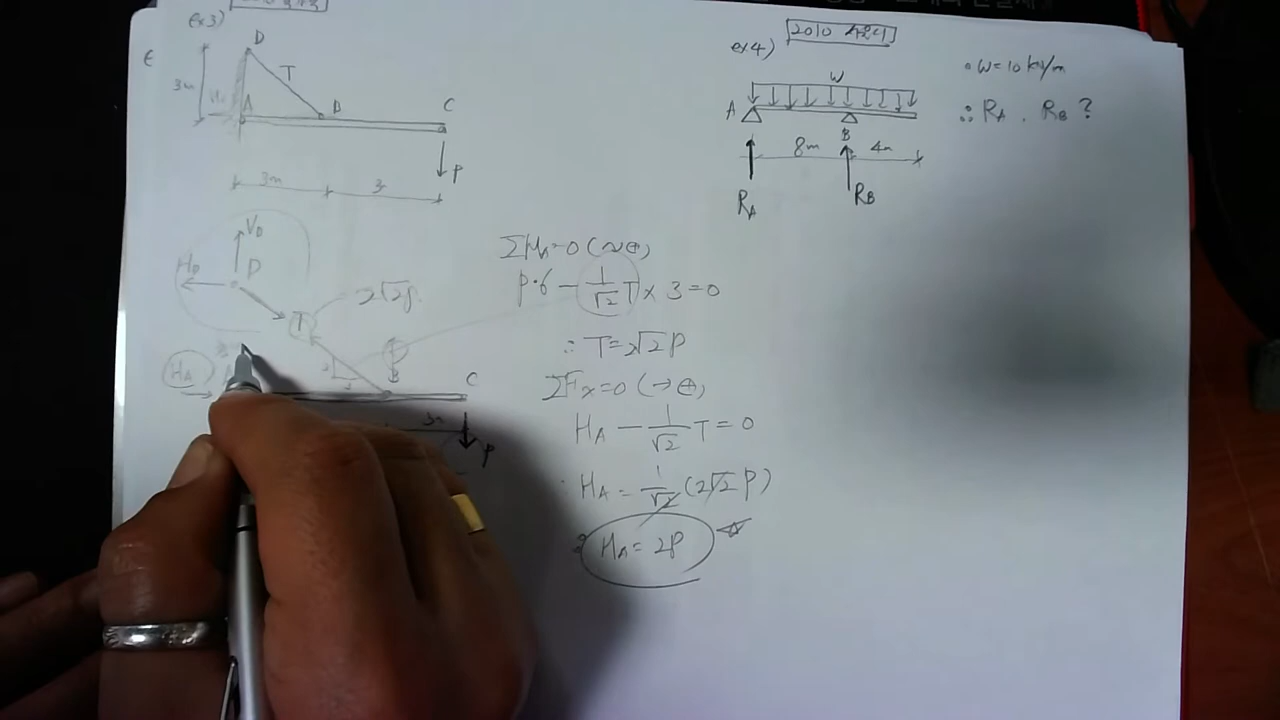 ex3)
D
T
3m
A
B
C
P
3m
3
V_D
H_D
D
T
2√2P
H_A
C
3m
P
ΣM_A=0 (↷⊕)
P·6 − 1/√2 T × 3 = 0
∴ T=2√2P
ΣF_x=0 (→⊕)
H_A − 1/√2 T = 0
H_A = 1/√2 (2√2 P)
∴ H_A = 2P
ex4)
2010
W
A
B
8m
4m
R_A
R_B
• W=10 kN/m
∴ R_A . R_B ?